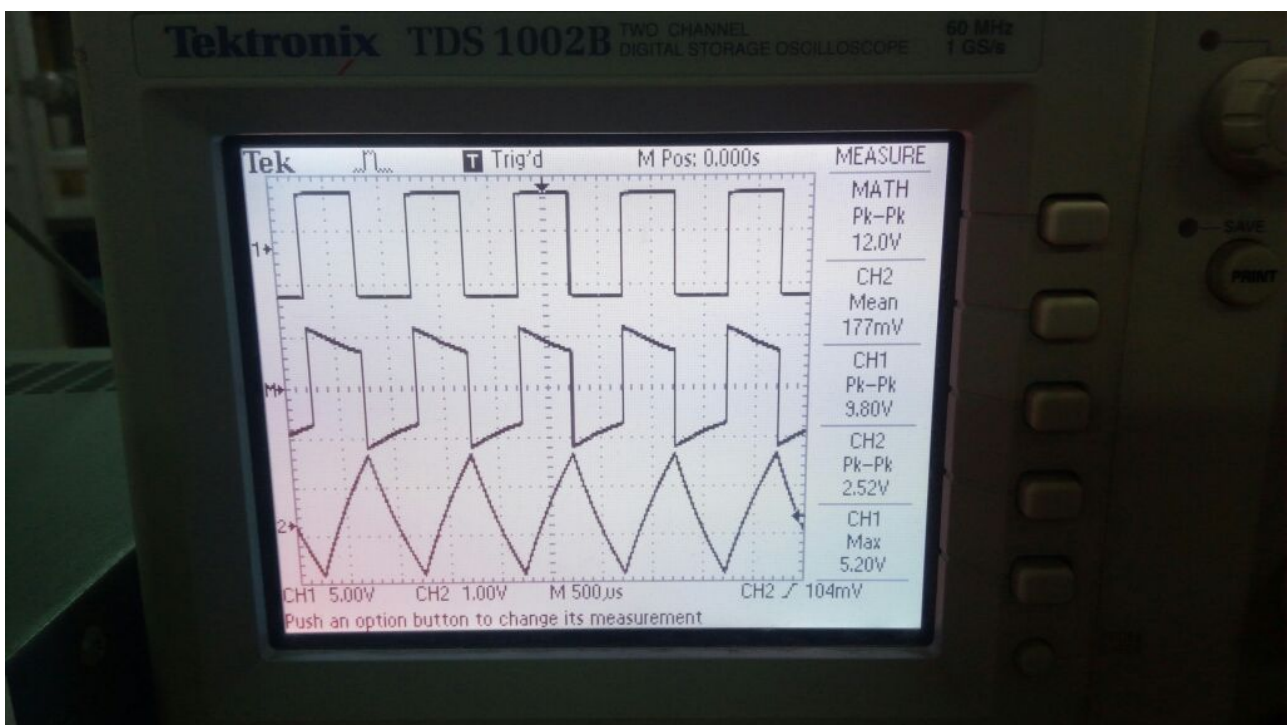 Tektronix TDS 1002B TWO CHANNEL DIGITAL STORAGE OSCILLOSCOPE 60 MHz 1 GS/s
Tek T Trig'd M Pos: 0.000s MEASURE
MATH
Pk-Pk
12.0V
CH2
Mean
177mV
CH1
Pk-Pk
9.80V
CH2
Pk-Pk
2.52V
CH1
Max
5.20V
1
M
2
CH1 5.00V CH2 1.00V M 500µs CH2 104mV
Push an option button to change its measurement
SAVE
PRINT